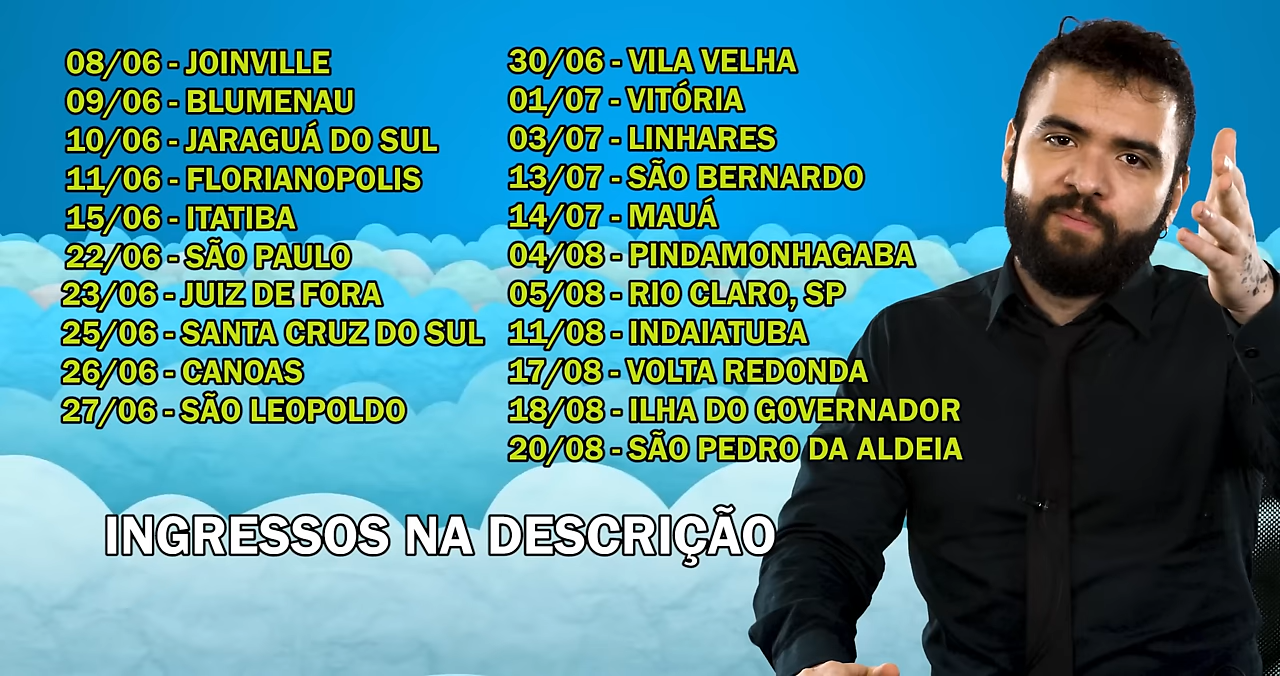 08/06 - JOINVILLE
09/06 - BLUMENAU
10/06 - JARAGUÁ DO SUL
11/06 - FLORIANOPOLIS
15/06 - ITATIBA
22/06 - SÃO PAULO
23/06 - JUIZ DE FORA
25/06 - SANTA CRUZ DO SUL
26/06 - CANOAS
27/06 - SÃO LEOPOLDO
30/06 - VILA VELHA
01/07 - VITÓRIA
03/07 - LINHARES
13/07 - SÃO BERNARDO
14/07 - MAUÁ
04/08 - PINDAMONHAGABA
05/08 - RIO CLARO, SP
11/08 - INDAIATUBA
17/08 - VOLTA REDONDA
18/08 - ILHA DO GOVERNADOR
20/08 - SÃO PEDRO DA ALDEIA
INGRESSOS NA DESCRIÇÃO